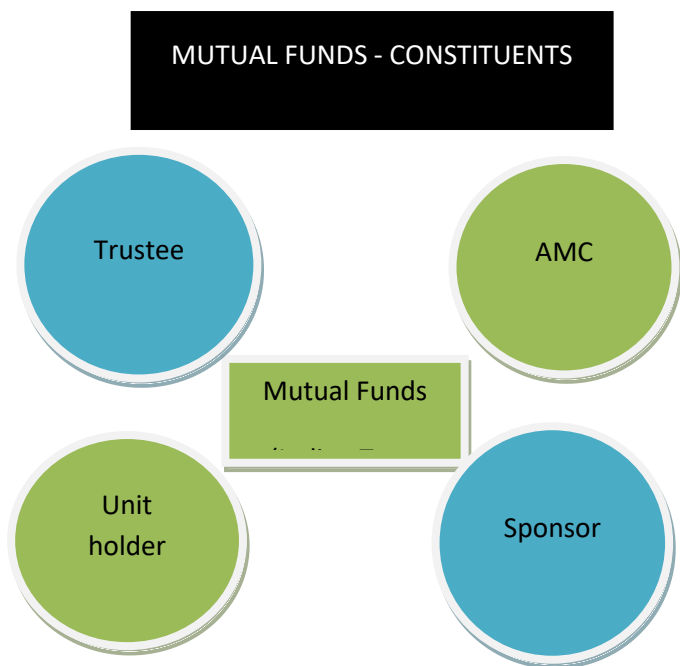 MUTUAL FUNDS - CONSTITUENTS
Trustee
AMC
Mutual Funds
Unit
holder
Sponsor